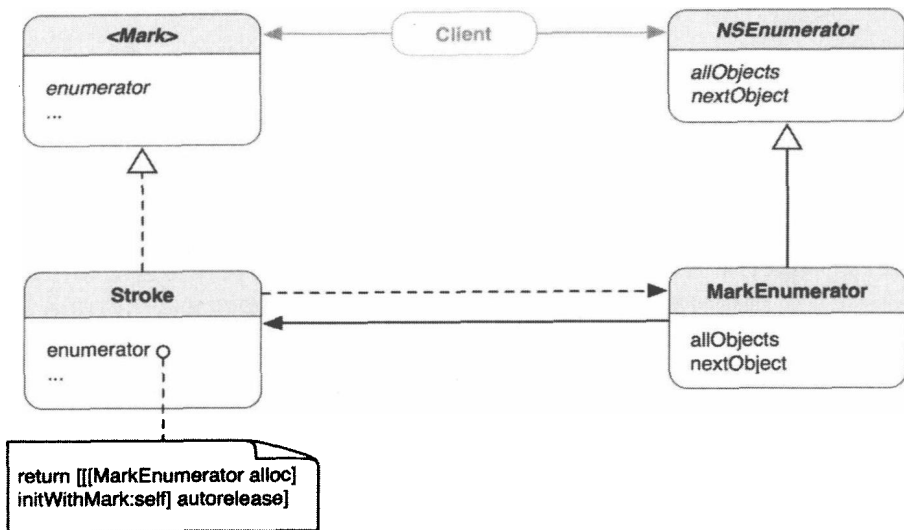 <Mark>
enumerator
...
Client
NSEnumerator
allObjects
nextObject
Stroke
enumerator
...
MarkEnumerator
allObjects
nextObject
return [[[MarkEnumerator alloc]
initWithMark:self] autorelease]